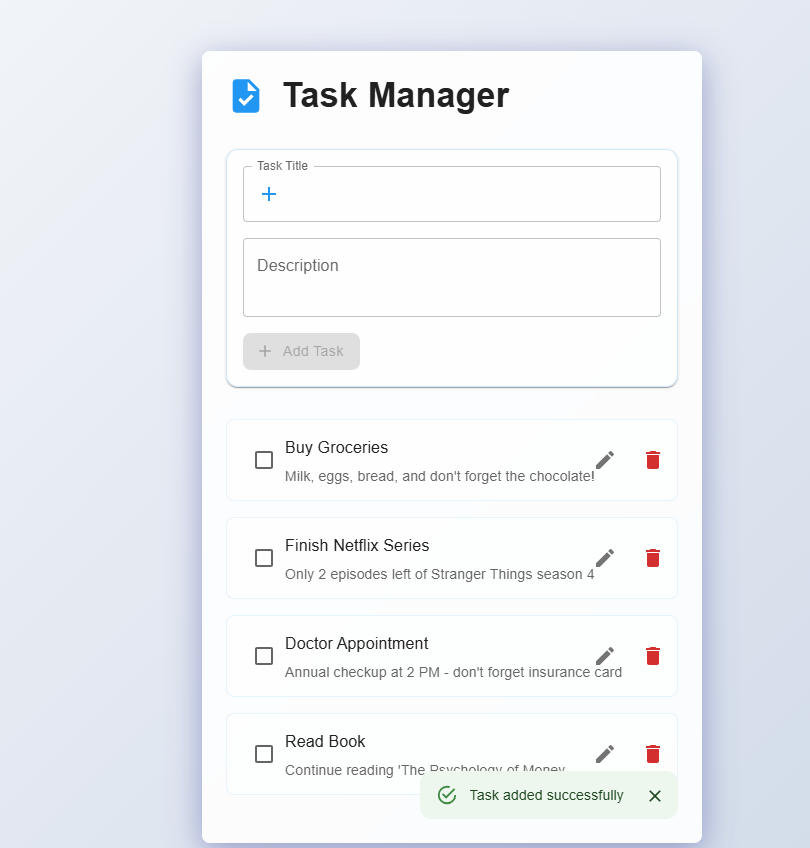 Task Manager
Task Title
Description
Add Task
Buy Groceries
Milk, eggs, bread, and don't forget the chocolate!
Finish Netflix Series
Only 2 episodes left of Stranger Things season 4
Doctor Appointment
Annual checkup at 2 PM - don't forget insurance card
Read Book
Continue reading 'The Psychology of Money
Task added successfully